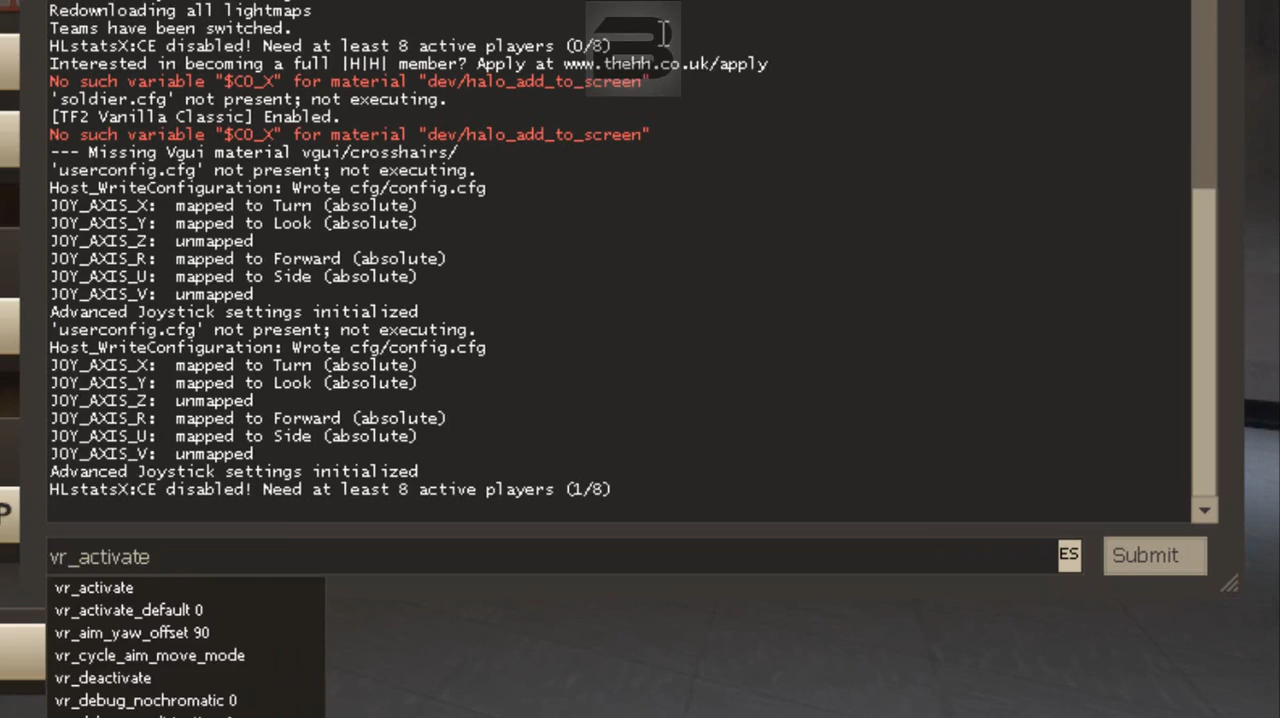 Redownloading all lightmaps
Teams have been switched.
HLstatsX:CE disabled! Need at least 8 active players (0/8)
Interested in becoming a full |H|H| member? Apply at www.thehh.co.uk/apply
No such variable "$C0_X" for material "dev/halo_add_to_screen"
'soldier.cfg' not present; not executing.
[TF2 Vanilla Classic] Enabled.
No such variable "$C0_X" for material "dev/halo_add_to_screen"
--- Missing Vgui material vgui/crosshairs/
'userconfig.cfg' not present; not executing.
Host_WriteConfiguration: Wrote cfg/config.cfg
JOY_AXIS_X:  mapped to Turn (absolute)
JOY_AXIS_Y:  mapped to Look (absolute)
JOY_AXIS_Z:  unmapped
JOY_AXIS_R:  mapped to Forward (absolute)
JOY_AXIS_U:  mapped to Side (absolute)
JOY_AXIS_V:  unmapped
Advanced Joystick settings initialized
'userconfig.cfg' not present; not executing.
Host_WriteConfiguration: Wrote cfg/config.cfg
JOY_AXIS_X:  mapped to Turn (absolute)
JOY_AXIS_Y:  mapped to Look (absolute)
JOY_AXIS_Z:  unmapped
JOY_AXIS_R:  mapped to Forward (absolute)
JOY_AXIS_U:  mapped to Side (absolute)
JOY_AXIS_V:  unmapped
Advanced Joystick settings initialized
HLstatsX:CE disabled! Need at least 8 active players (1/8)
P
vr_activate ES Submit
vr_activate
vr_activate_default 0
vr_aim_yaw_offset 90
vr_cycle_aim_move_mode
vr_deactivate
vr_debug_nochromatic 0